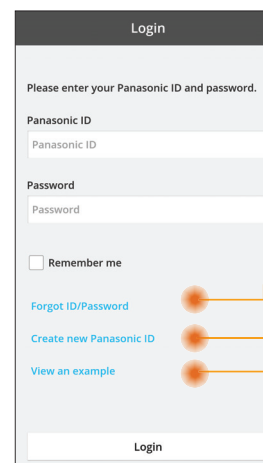 Login
Please enter your Panasonic ID and password.
Panasonic ID
Panasonic ID
Password
Password
Remember me
Forgot ID/Password
Create new Panasonic ID
View an example
Login